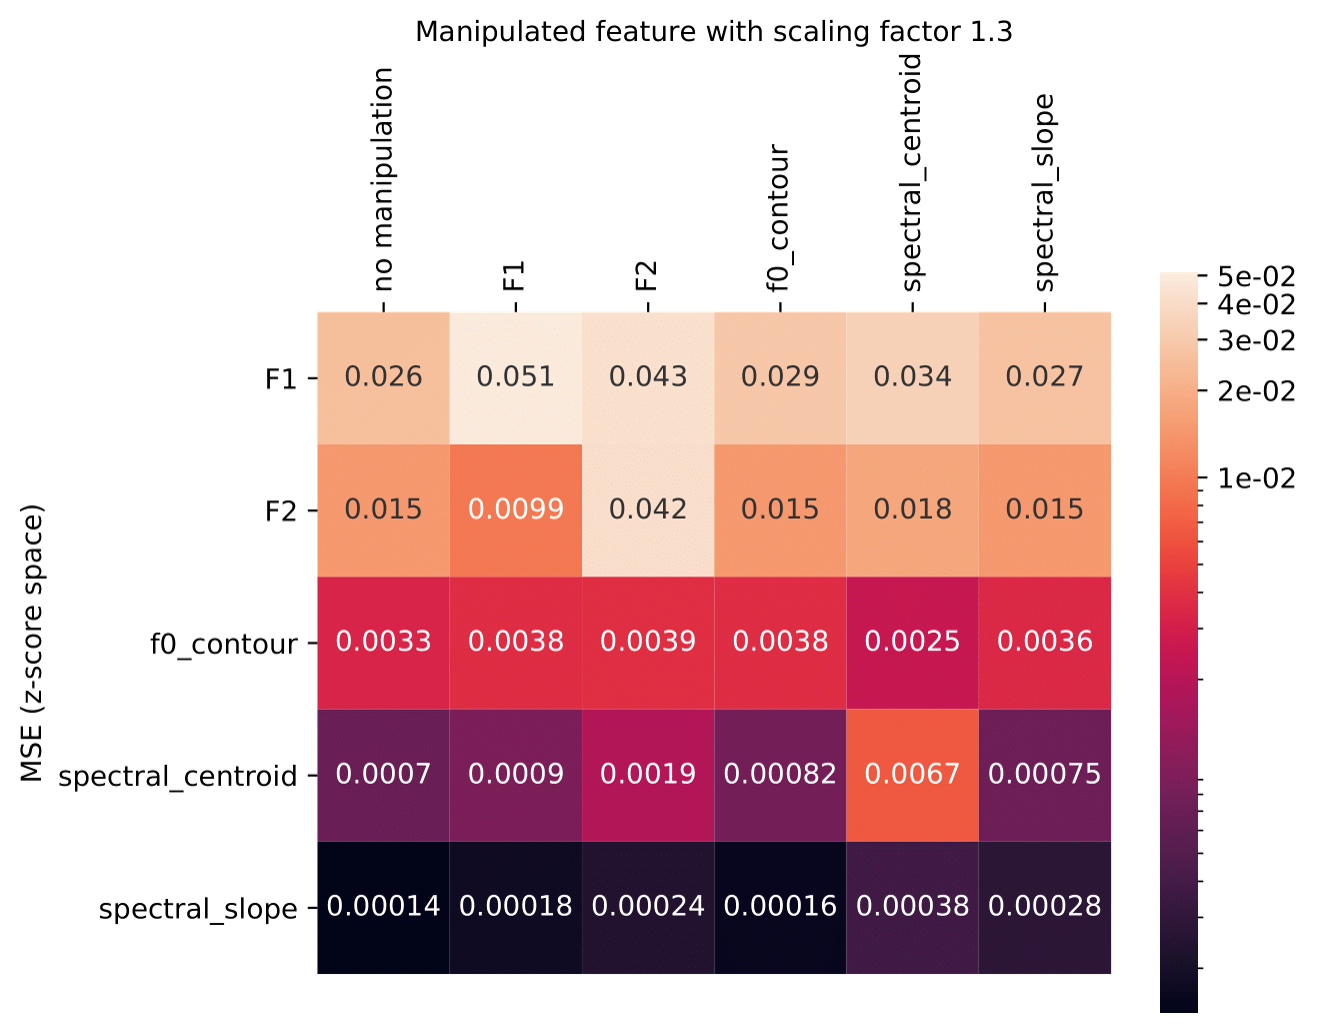 Manipulated feature with scaling factor 1.3
no manipulation
F1
F2
f0_contour
spectral_centroid
spectral_slope
MSE (z-score space)
F1 0.026 0.051 0.043 0.029 0.034 0.027
F2 0.015 0.0099 0.042 0.015 0.018 0.015
f0_contour 0.0033 0.0038 0.0039 0.0038 0.0025 0.0036
spectral_centroid 0.0007 0.0009 0.0019 0.00082 0.0067 0.00075
spectral_slope 0.00014 0.00018 0.00024 0.00016 0.00038 0.00028
5e-02
4e-02
3e-02
2e-02
1e-02